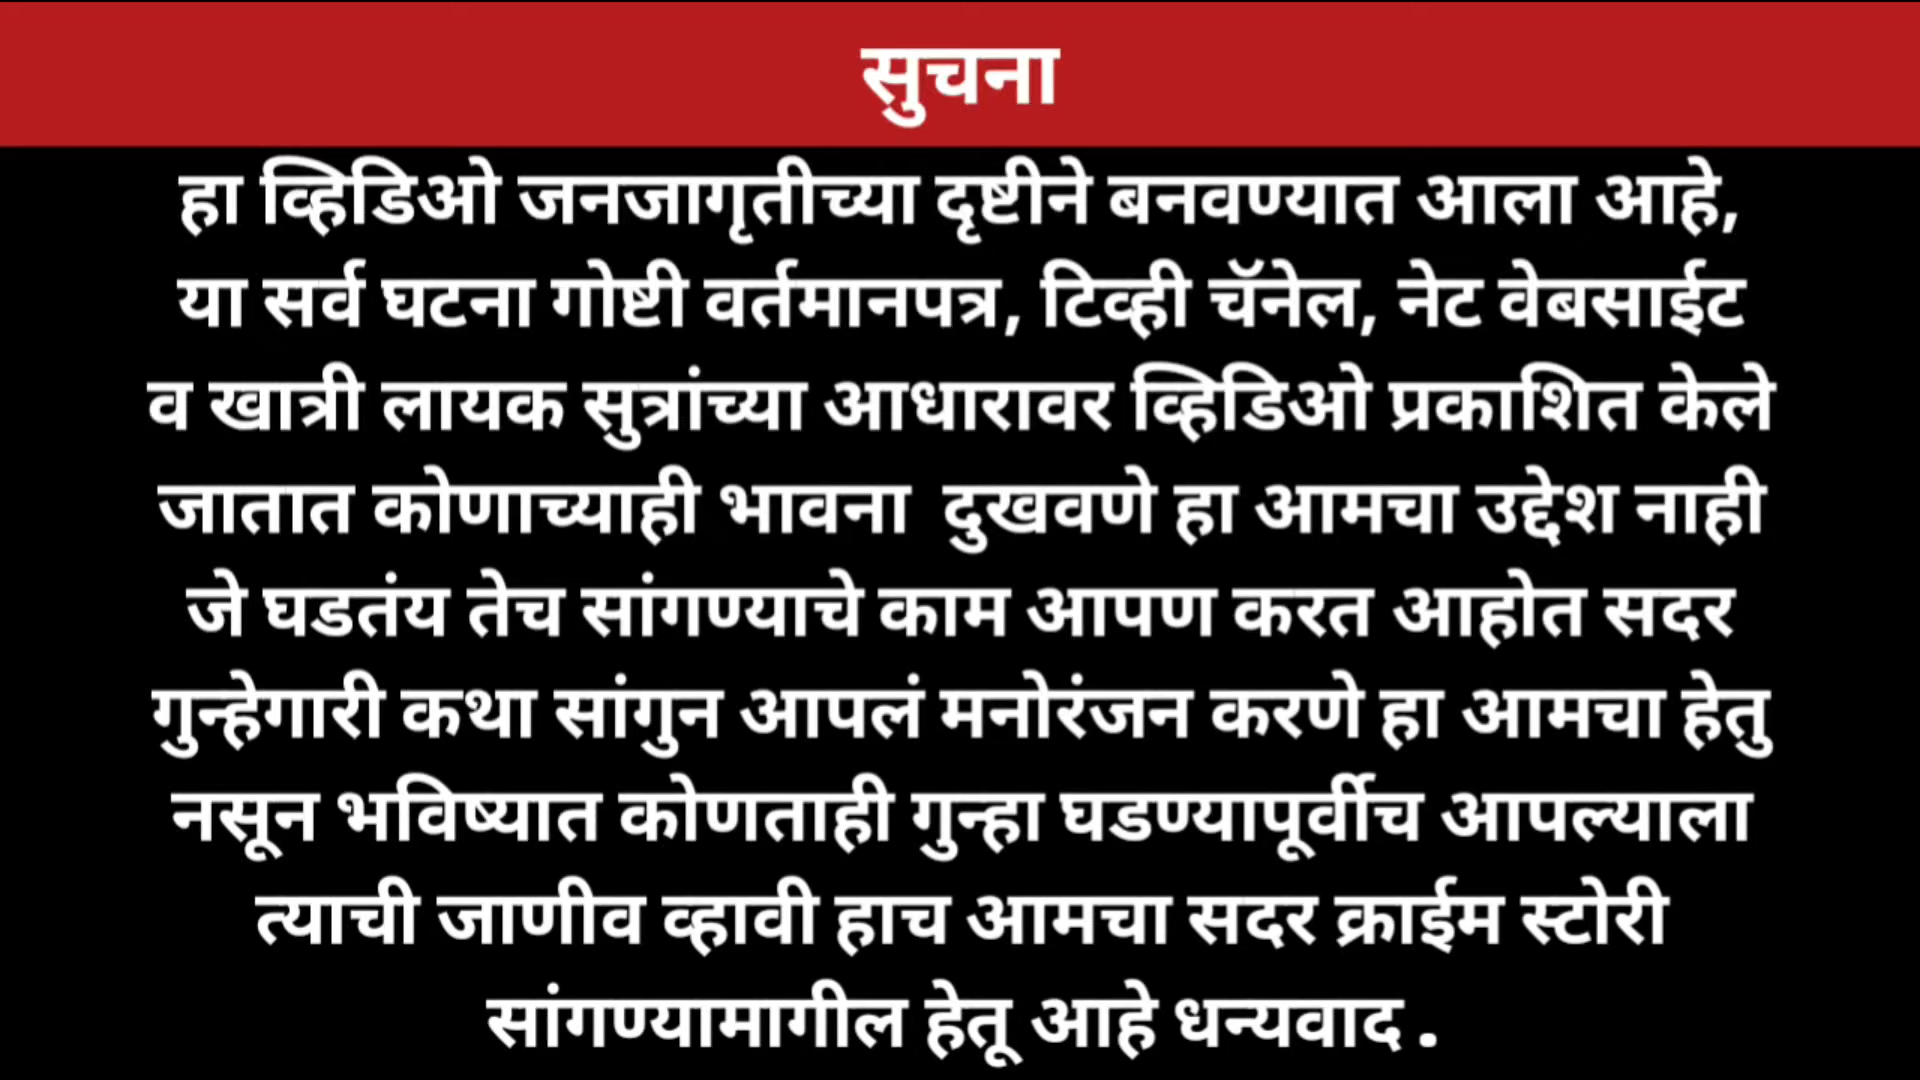 सुचना
हा व्हिडिओ जनजागृतीच्या दृष्टीने बनवण्यात आला आहे,
या सर्व घटना गोष्टी वर्तमानपत्र, टिव्ही चॅनेल, नेट वेबसाईट
व खात्री लायक सुत्रांच्या आधारावर व्हिडिओ प्रकाशित केले
जातात कोणाच्याही भावना दुखवणे हा आमचा उद्देश नाही
जे घडतंय तेच सांगण्याचे काम आपण करत आहोत सदर
गुन्हेगारी कथा सांगुन आपलं मनोरंजन करणे हा आमचा हेतु
नसून भविष्यात कोणताही गुन्हा घडण्यापूर्वीच आपल्याला
त्याची जाणीव व्हावी हाच आमचा सदर क्राईम स्टोरी
सांगण्यामागील हेतू आहे धन्यवाद .